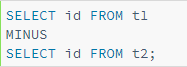 SELECT id FROM t1
MINUS
SELECT id FROM t2;